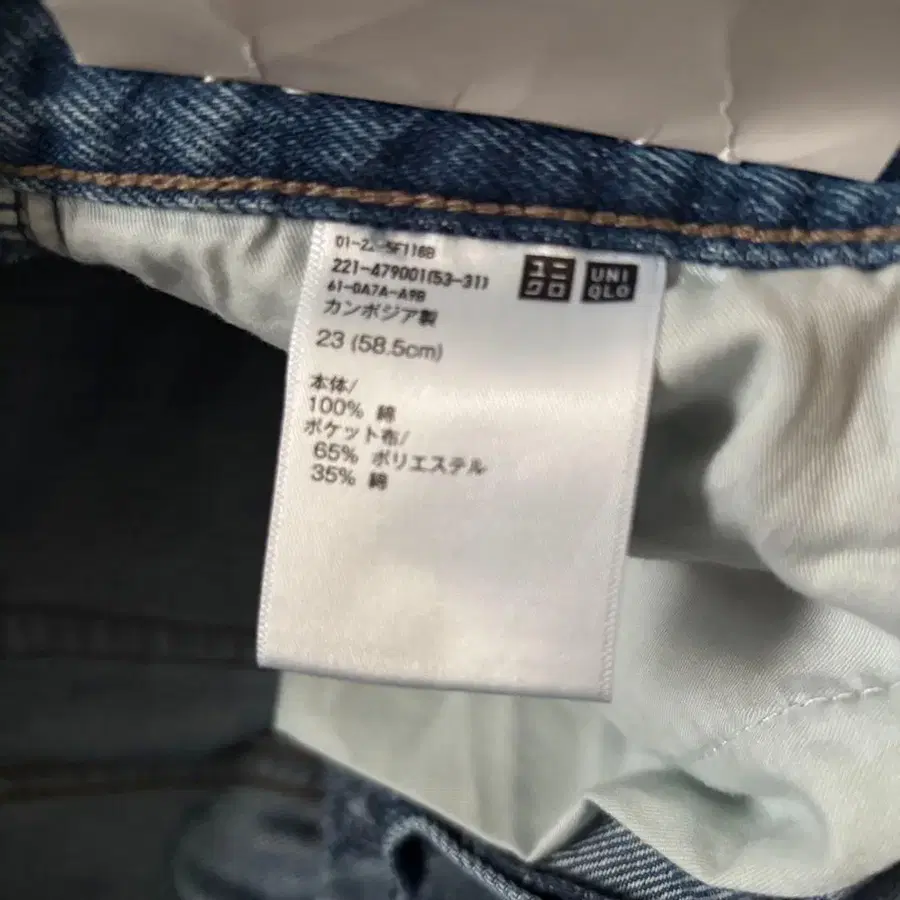 01-22-5F116B
221-479001(53-31)
61-0A7A-A9B
カンボジア製
23 (58.5cm)
本体/
100% 綿
ポケット布/
65% ポリエステル
35% 綿
ユニ
クロ
UNI
QLO